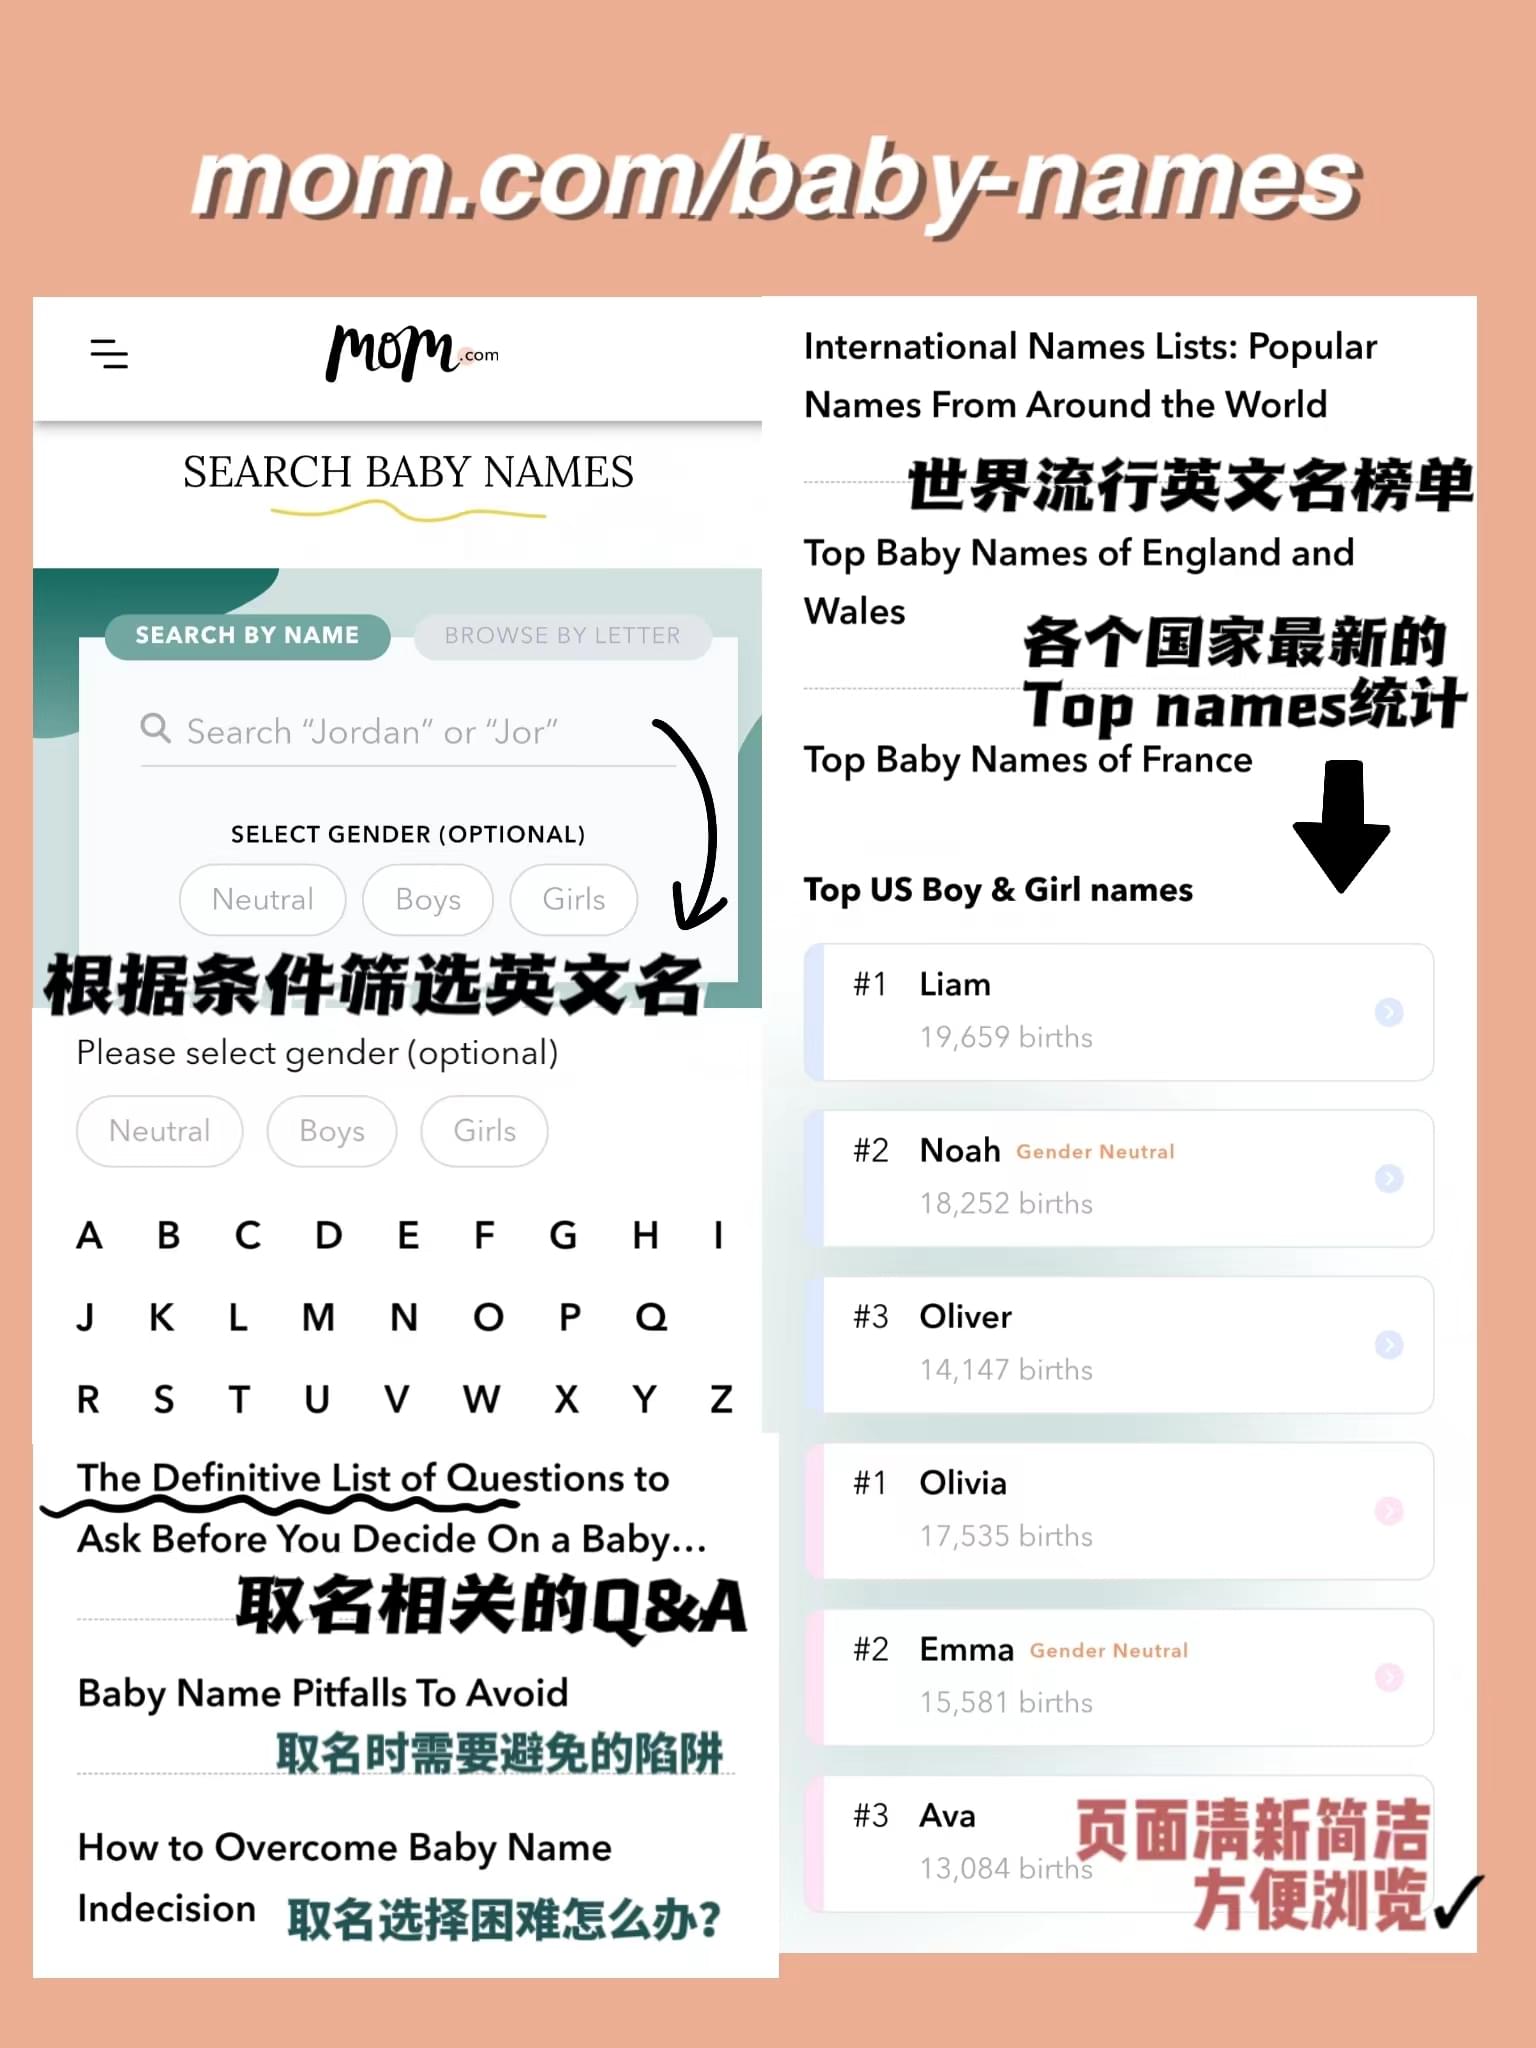 mom.com/baby-names
mom.com
SEARCH BABY NAMES
SEARCH BY NAME
BROWSE BY LETTER
Search “Jordan” or “Jor”
SELECT GENDER (OPTIONAL)
Neutral Boys Girls
根据条件筛选英文名
Please select gender (optional)
Neutral Boys Girls
A B C D E F G H I
J K L M N O P Q
R S T U V W X Y Z
The Definitive List of Questions to
Ask Before You Decide On a Baby...
取名相关的Q&A
Baby Name Pitfalls To Avoid
取名时需要避免的陷阱
How to Overcome Baby Name
Indecision
取名选择困难怎么办?
International Names Lists: Popular
Names From Around the World
世界流行英文名榜单
Top Baby Names of England and
Wales
各个国家最新的
Top names统计
Top Baby Names of France
Top US Boy & Girl names
#1 Liam
19,659 births
#2 Noah Gender Neutral
18,252 births
#3 Oliver
14,147 births
#1 Olivia
17,535 births
#2 Emma Gender Neutral
15,581 births
#3 Ava
13,084 births
页面清新简洁
方便浏览✓